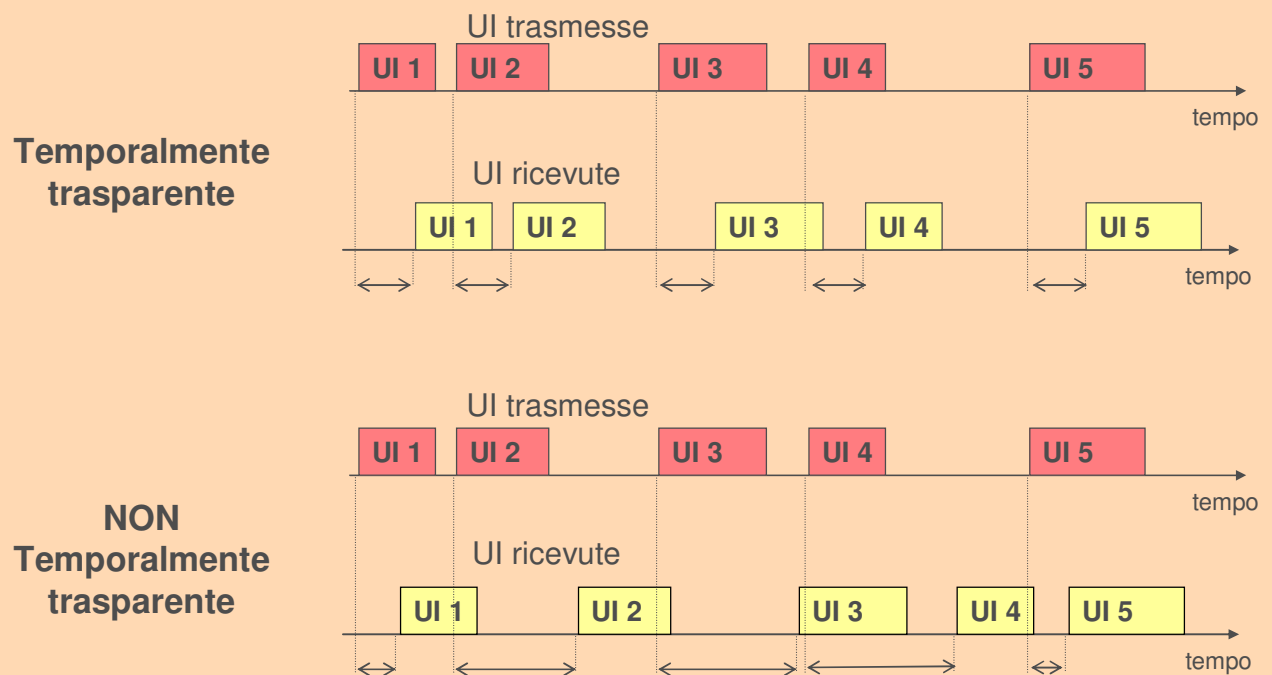 UI trasmesse
UI 1 UI 2 UI 3 UI 4 UI 5
tempo
Temporalmente
trasparente
UI ricevute
UI 1 UI 2 UI 3 UI 4 UI 5
tempo
UI trasmesse
UI 1 UI 2 UI 3 UI 4 UI 5
tempo
NON
Temporalmente
trasparente
UI ricevute
UI 1 UI 2 UI 3 UI 4 UI 5
tempo